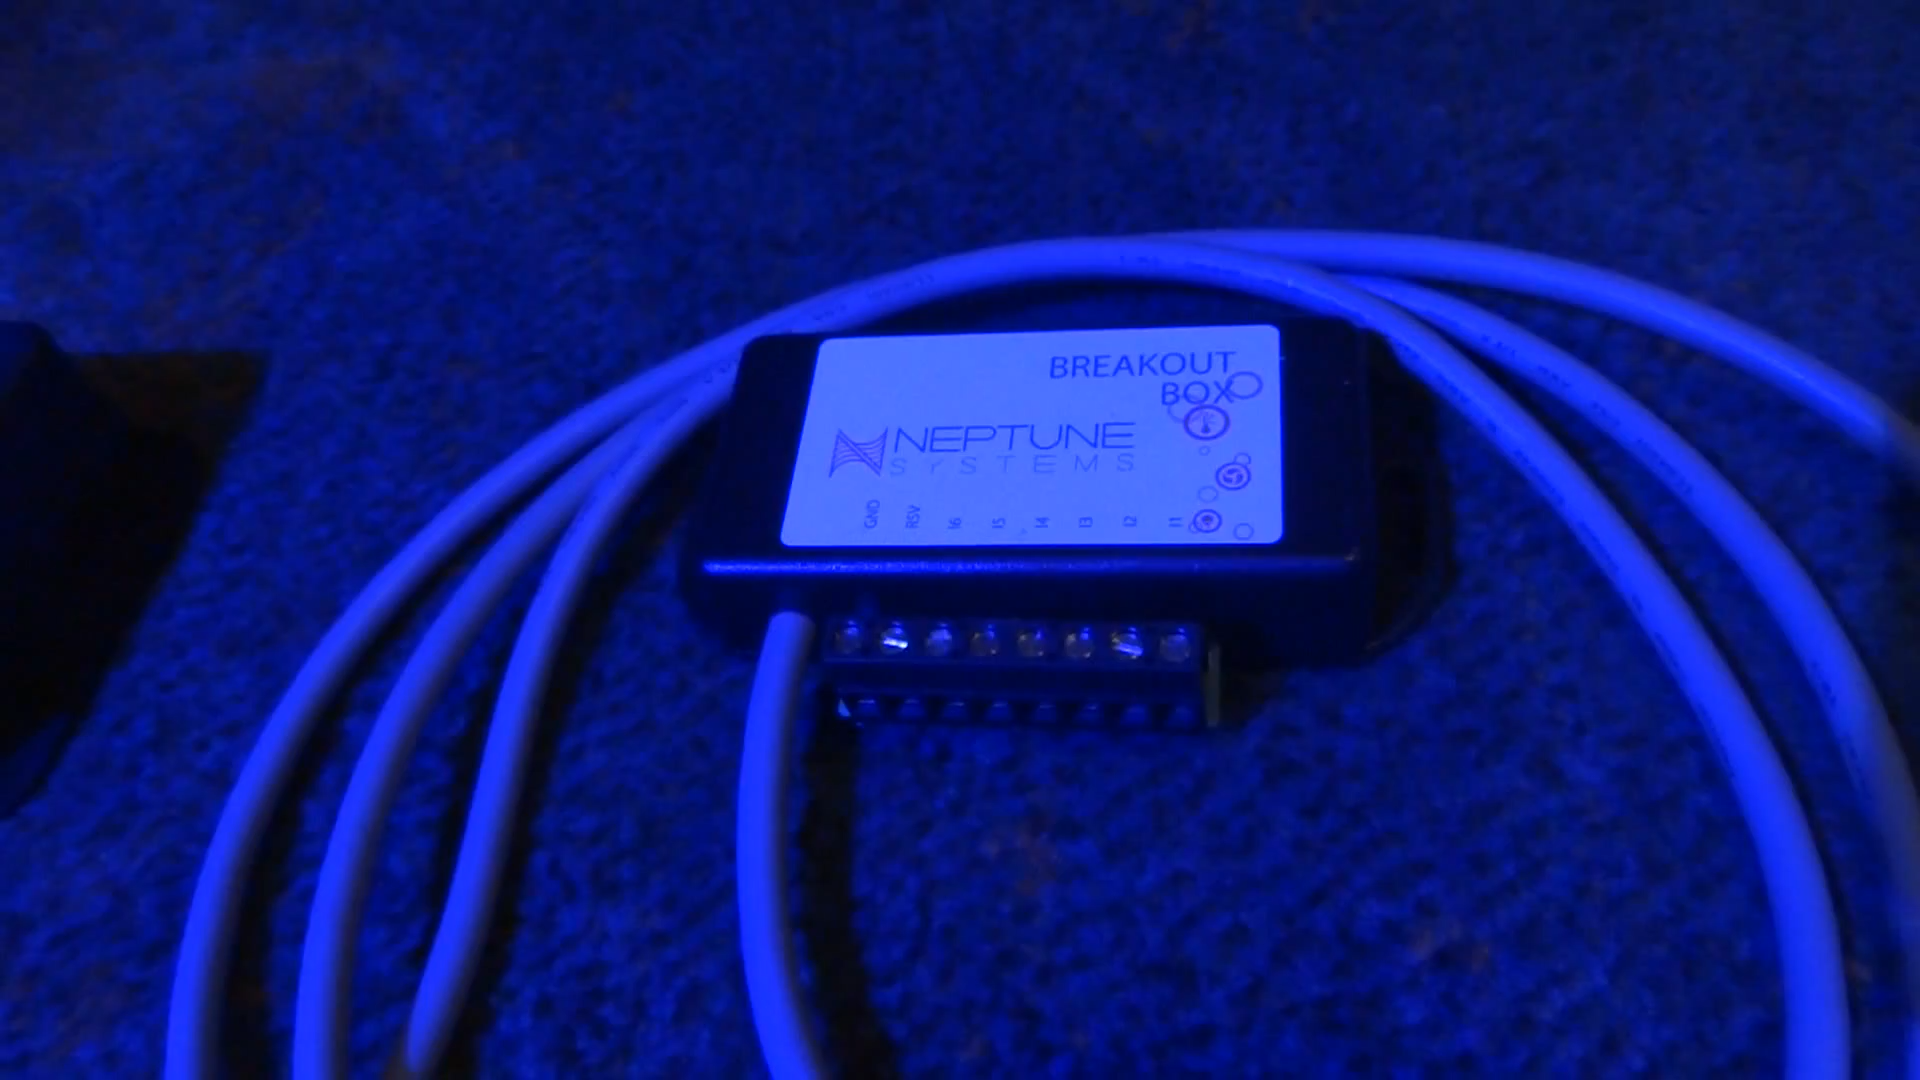 BREAKOUT
BOX
NEPTUNE
SYSTEMS
GND RSV I6 I5 I4 I3 I2 I1